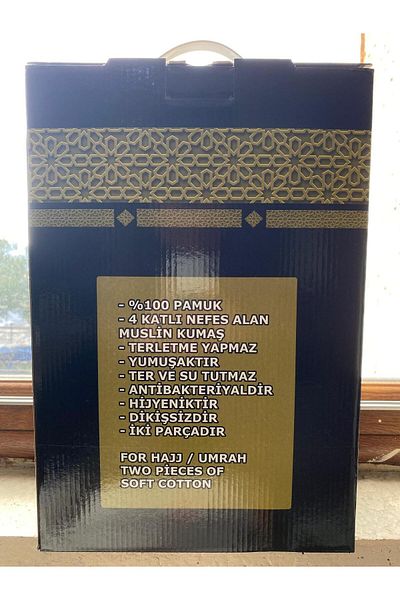 - %100 PAMUK
- 4 KATLI NEFES ALAN
MUSLİN KUMAŞ
- TERLETME YAPMAZ
- YUMUŞAKTIR
- TER VE SU TUTMAZ
- ANTİBAKTERİYALDİR
- HİJYENİKTİR
- DİKİŞSİZDİR
- İKİ PARÇADIR
FOR HAJJ / UMRAH
TWO PIECES OF
SOFT COTTON